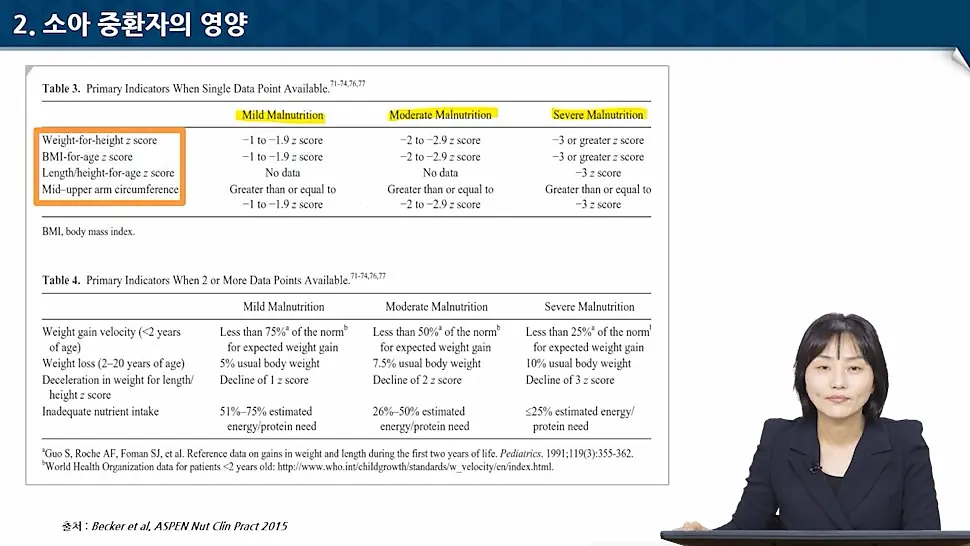 2. 소아 중환자의 영양
Table 3. Primary Indicators When Single Data Point Available.71-74,76,77
Mild Malnutrition Moderate Malnutrition Severe Malnutrition
Weight-for-height z score −1 to −1.9 z score −2 to −2.9 z score −3 or greater z score
BMI-for-age z score −1 to −1.9 z score −2 to −2.9 z score −3 or greater z score
Length/height-for-age z score No data No data −3 z score
Mid–upper arm circumference Greater than or equal to Greater than or equal to Greater than or equal to
−1 to −1.9 z score −2 to −2.9 z score −3 z score
BMI, body mass index.
Table 4. Primary Indicators When 2 or More Data Points Available.71-74,76,77
Mild Malnutrition Moderate Malnutrition Severe Malnutrition
Weight gain velocity (<2 years Less than 75%a of the normb Less than 50%a of the normb Less than 25%a of the norm
of age) for expected weight gain for expected weight gain for expected weight gain
Weight loss (2–20 years of age) 5% usual body weight 7.5% usual body weight 10% usual body weight
Deceleration in weight for length/ Decline of 1 z score Decline of 2 z score Decline of 3 z score
height z score
Inadequate nutrient intake 51%–75% estimated 26%–50% estimated ≤25% estimated energy/
energy/protein need energy/protein need protein need
aGuo S, Roche AF, Foman SJ, et al. Reference data on gains in weight and length during the first two years of life. Pediatrics. 1991;119(3):355-362.
bWorld Health Organization data for patients <2 years old: http://www.who.int/childgrowth/standards/w_velocity/en/index.html.
출처 : Becker et al, ASPEN Nut Clin Pract 2015